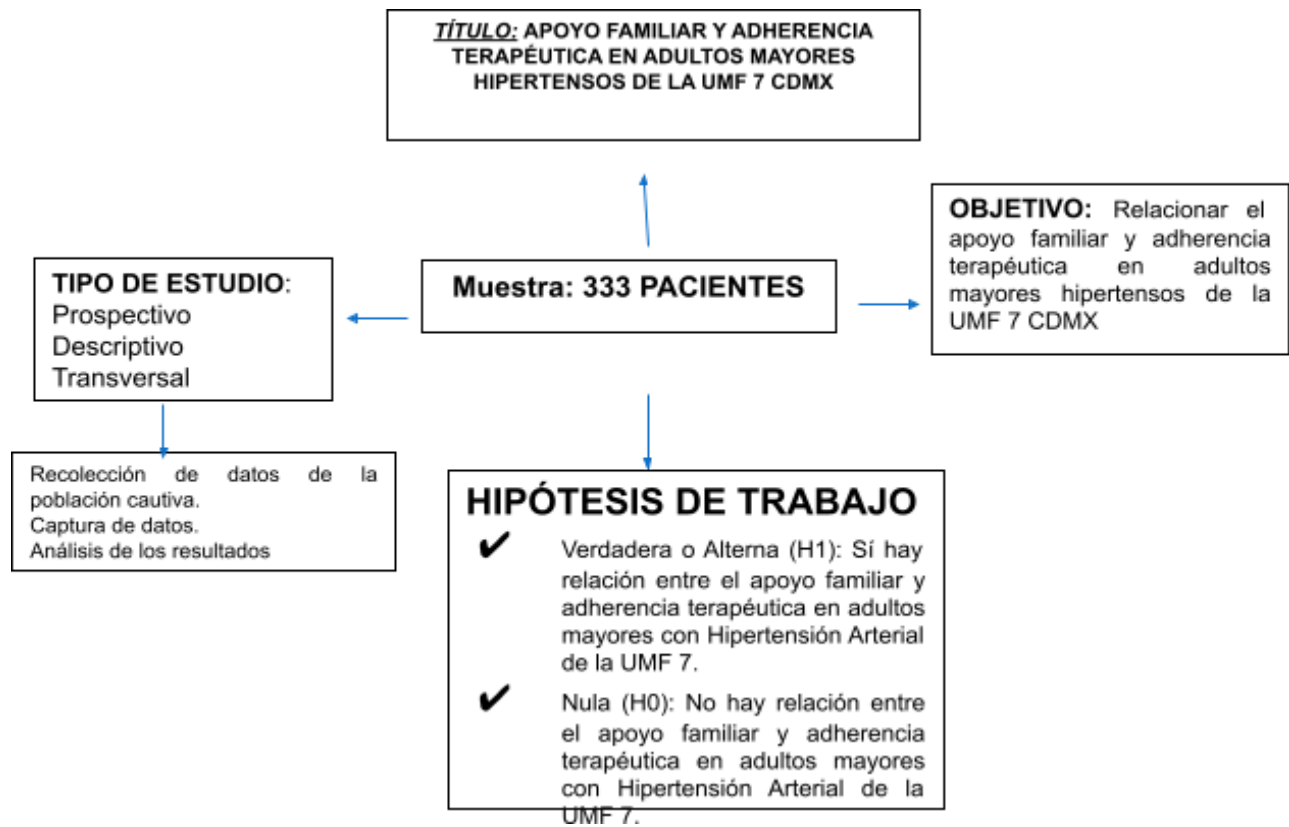 TÍTULO: APOYO FAMILIAR Y ADHERENCIA
TERAPÉUTICA EN ADULTOS MAYORES
HIPERTENSOS DE LA UMF 7 CDMX
OBJETIVO: Relacionar el
apoyo familiar y adherencia
terapéutica en adultos
mayores hipertensos de la
UMF 7 CDMX
TIPO DE ESTUDIO:
Prospectivo
Descriptivo
Transversal
Muestra: 333 PACIENTES
Recolección de datos de la
población cautiva.
Captura de datos.
Análisis de los resultados
HIPÓTESIS DE TRABAJO
✔ Verdadera o Alterna (H1): Sí hay
relación entre el apoyo familiar y
adherencia terapéutica en adultos
mayores con Hipertensión Arterial
de la UMF 7.
✔ Nula (H0): No hay relación entre
el apoyo familiar y adherencia
terapéutica en adultos mayores
con Hipertensión Arterial de la
UMF 7.